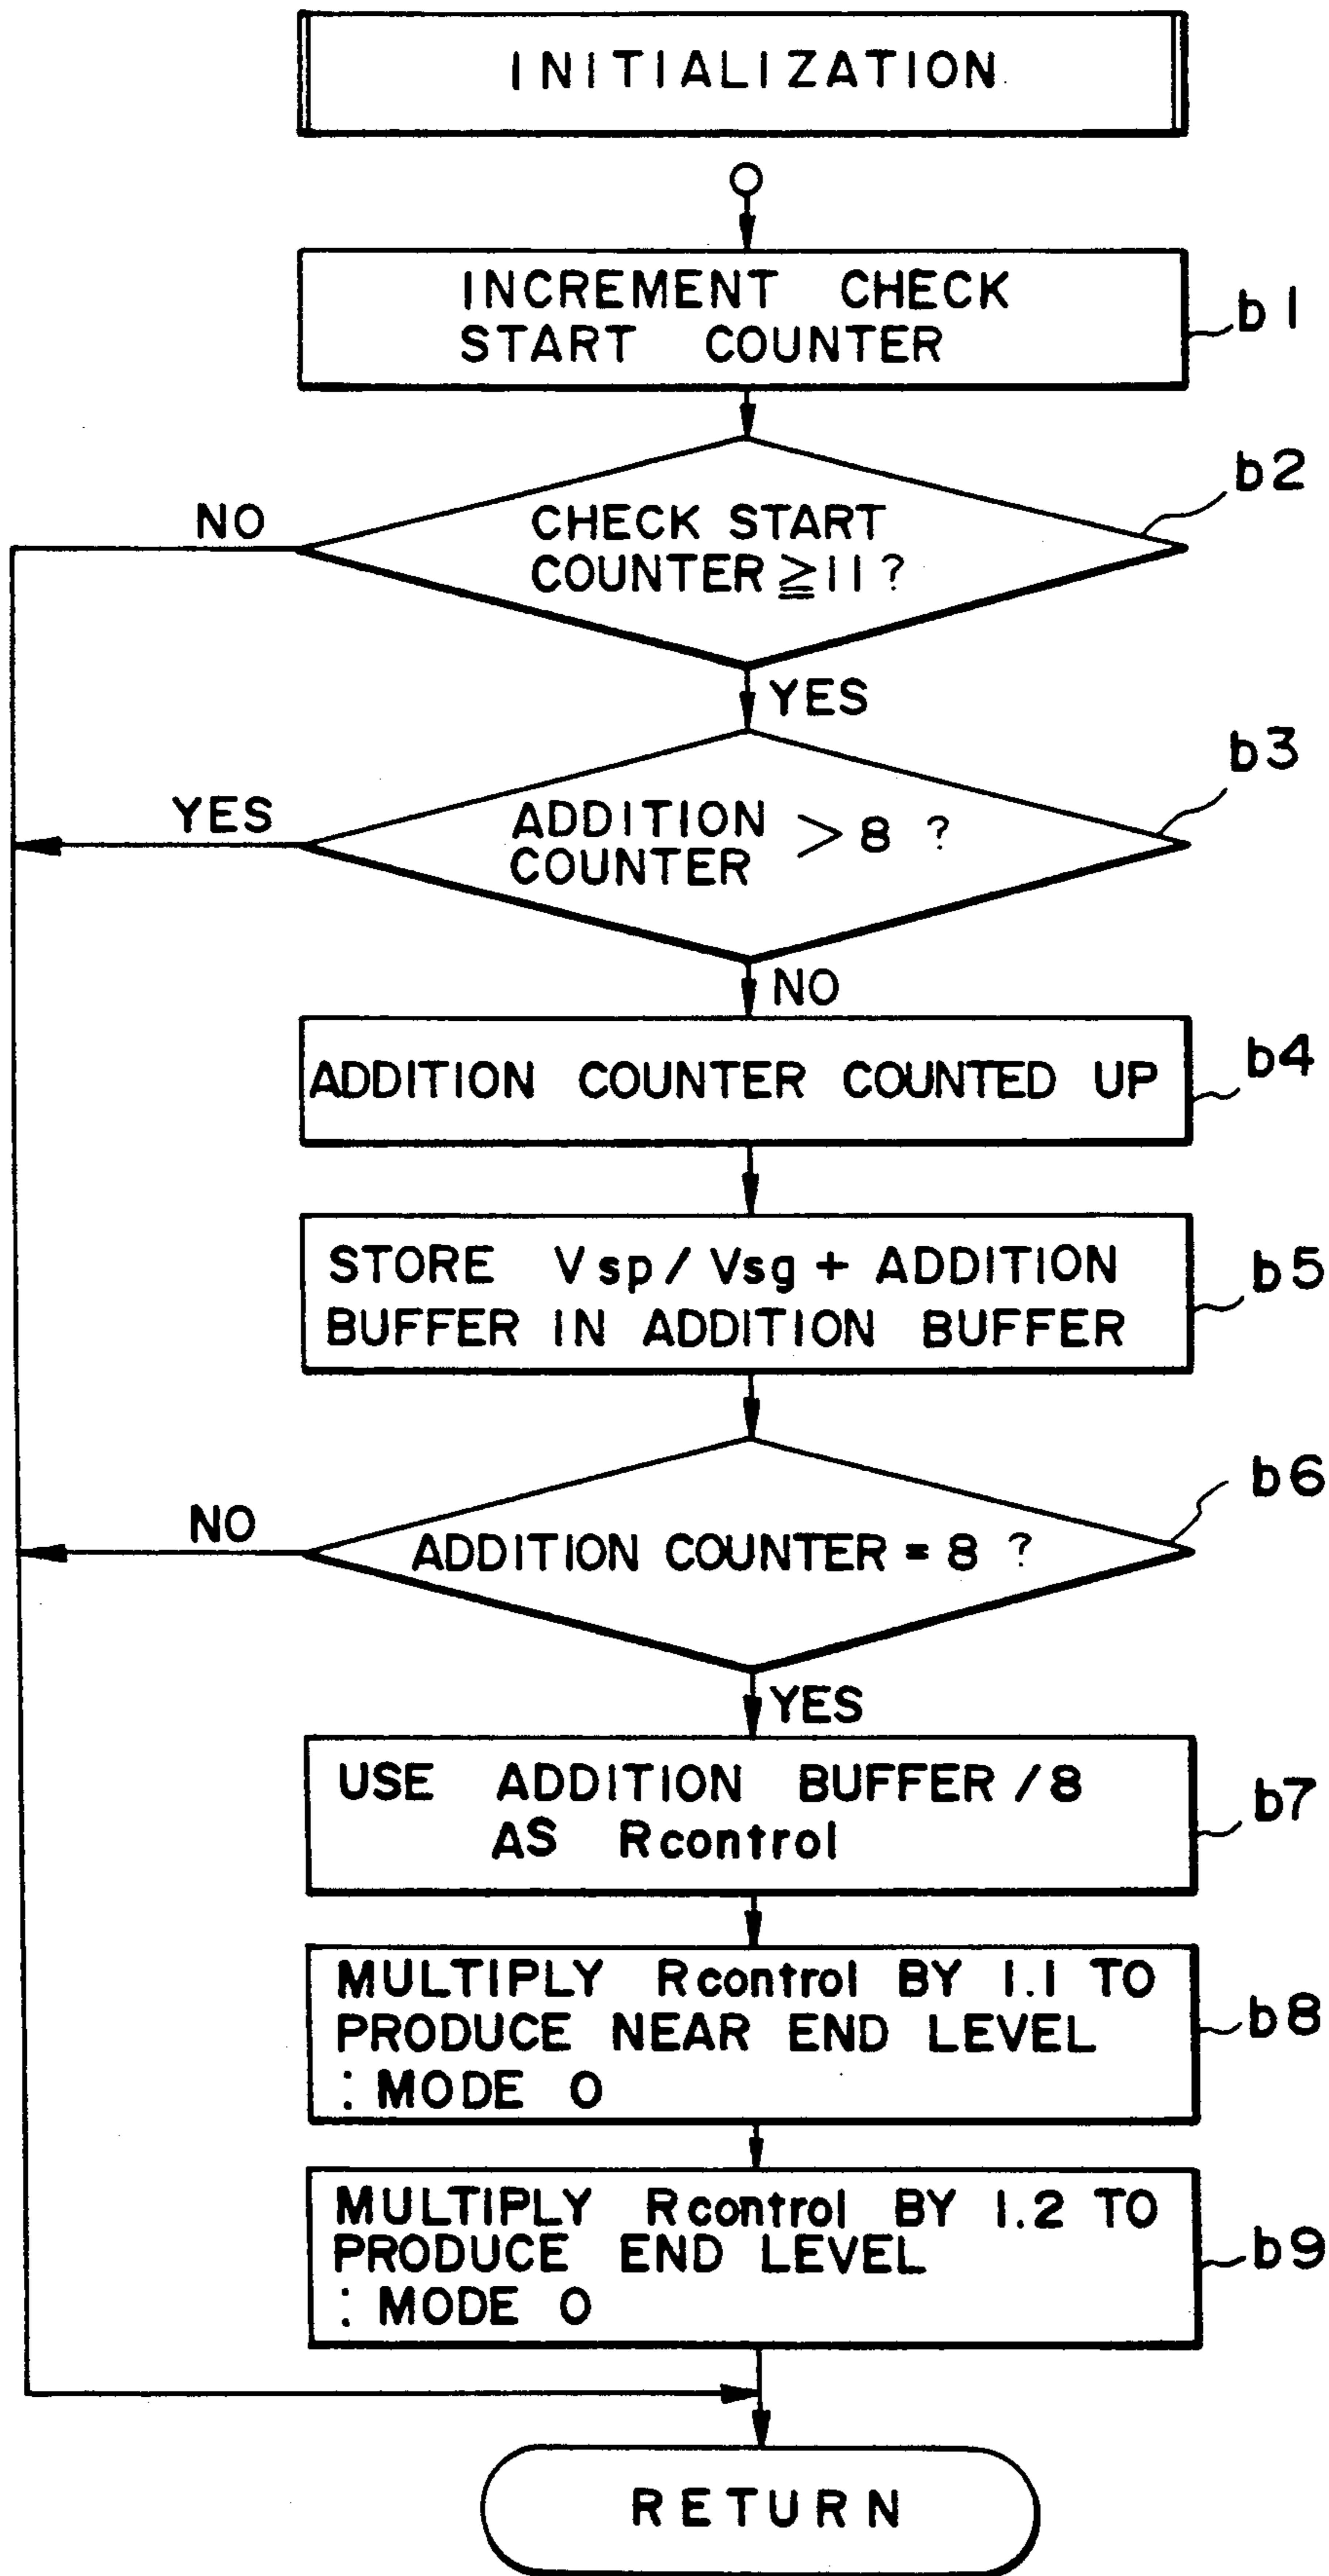 INITIALIZATION
INCREMENT CHECK
START COUNTER
b1
b2
NO
CHECK START
COUNTER ≧ 11 ?
YES
b3
YES
ADDITION
COUNTER > 8 ?
NO
ADDITION COUNTER COUNTED UP
b4
STORE Vsp / Vsg + ADDITION
BUFFER IN ADDITION BUFFER
b5
b6
NO
ADDITION COUNTER = 8 ?
YES
USE ADDITION BUFFER / 8
AS Rcontrol
b7
MULTIPLY Rcontrol BY 1.1 TO
PRODUCE NEAR END LEVEL
: MODE 0
b8
MULTIPLY Rcontrol BY 1.2 TO
PRODUCE END LEVEL
: MODE 0
b9
RETURN